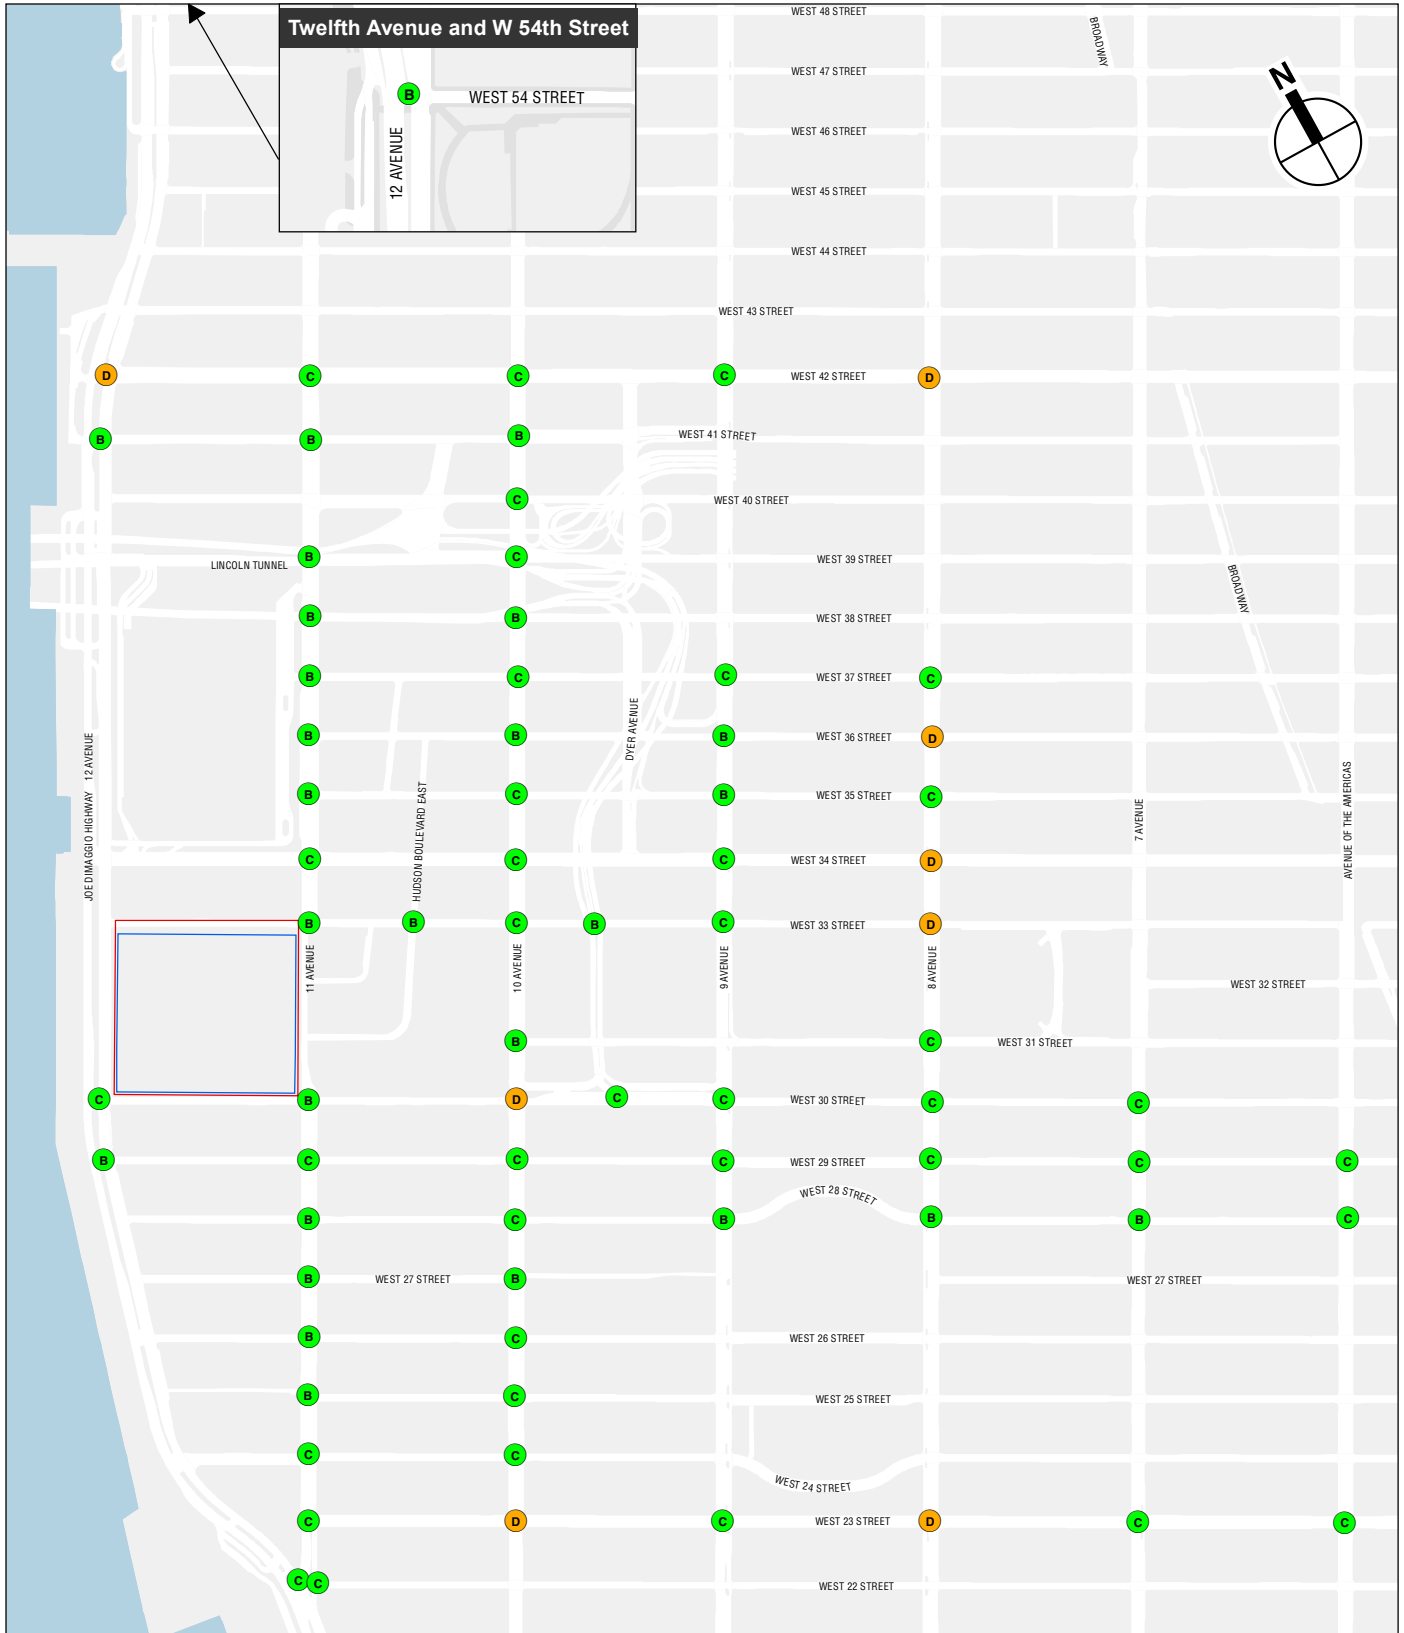 WEST 48 STREET
Twelfth Avenue and W 54th Street
BROADWAY
WEST 47 STREET
N
B
WEST 54 STREET
12 AVENUE
WEST 46 STREET
WEST 45 STREET
WEST 44 STREET
WEST 43 STREET
D
C
C
C
WEST 42 STREET
D
B
B
B
WEST 41 STREET
C
WEST 40 STREET
LINCOLN TUNNEL
B
C
WEST 39 STREET
BROADWAY
B
B
WEST 38 STREET
B
C
C
WEST 37 STREET
C
DYER AVENUE
B
B
B
WEST 36 STREET
D
JOE DIMAGGIO HIGHWAY 12 AVENUE
HUDSON BOULEVARD EAST
B
C
B
WEST 35 STREET
C
7 AVENUE
AVENUE OF THE AMERICAS
C
C
C
WEST 34 STREET
D
B
B
C
B
C
WEST 33 STREET
D
11 AVENUE
10 AVENUE
9 AVENUE
8 AVENUE
WEST 32 STREET
B
C
WEST 31 STREET
C
B
D
C
C
WEST 30 STREET
C
C
B
C
C
C
WEST 29 STREET
C
C
C
B
C
B
WEST 28 STREET
B
B
C
B
WEST 27 STREET
B
WEST 27 STREET
B
C
WEST 26 STREET
B
C
WEST 25 STREET
C
C
WEST 24 STREET
C
D
C
WEST 23 STREET
D
C
C
C
C
WEST 22 STREET